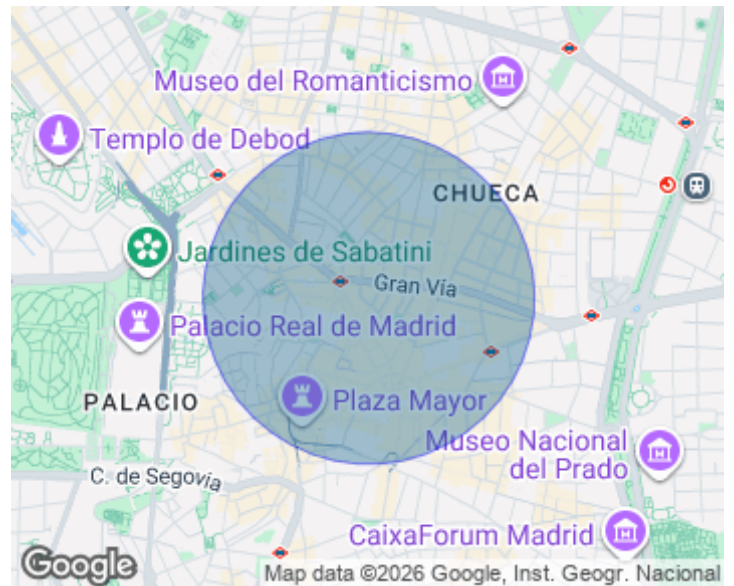 Museo del Romanticismo
Templo de Debod
CHUECA
Jardines de Sabatini
Gran Vía
Palacio Real de Madrid
PALACIO
Plaza Mayor
Museo Nacional
del Prado
C. de Segovia
CaixaForum Madrid
Google
Map data ©2026 Google, Inst. Geogr. Nacional